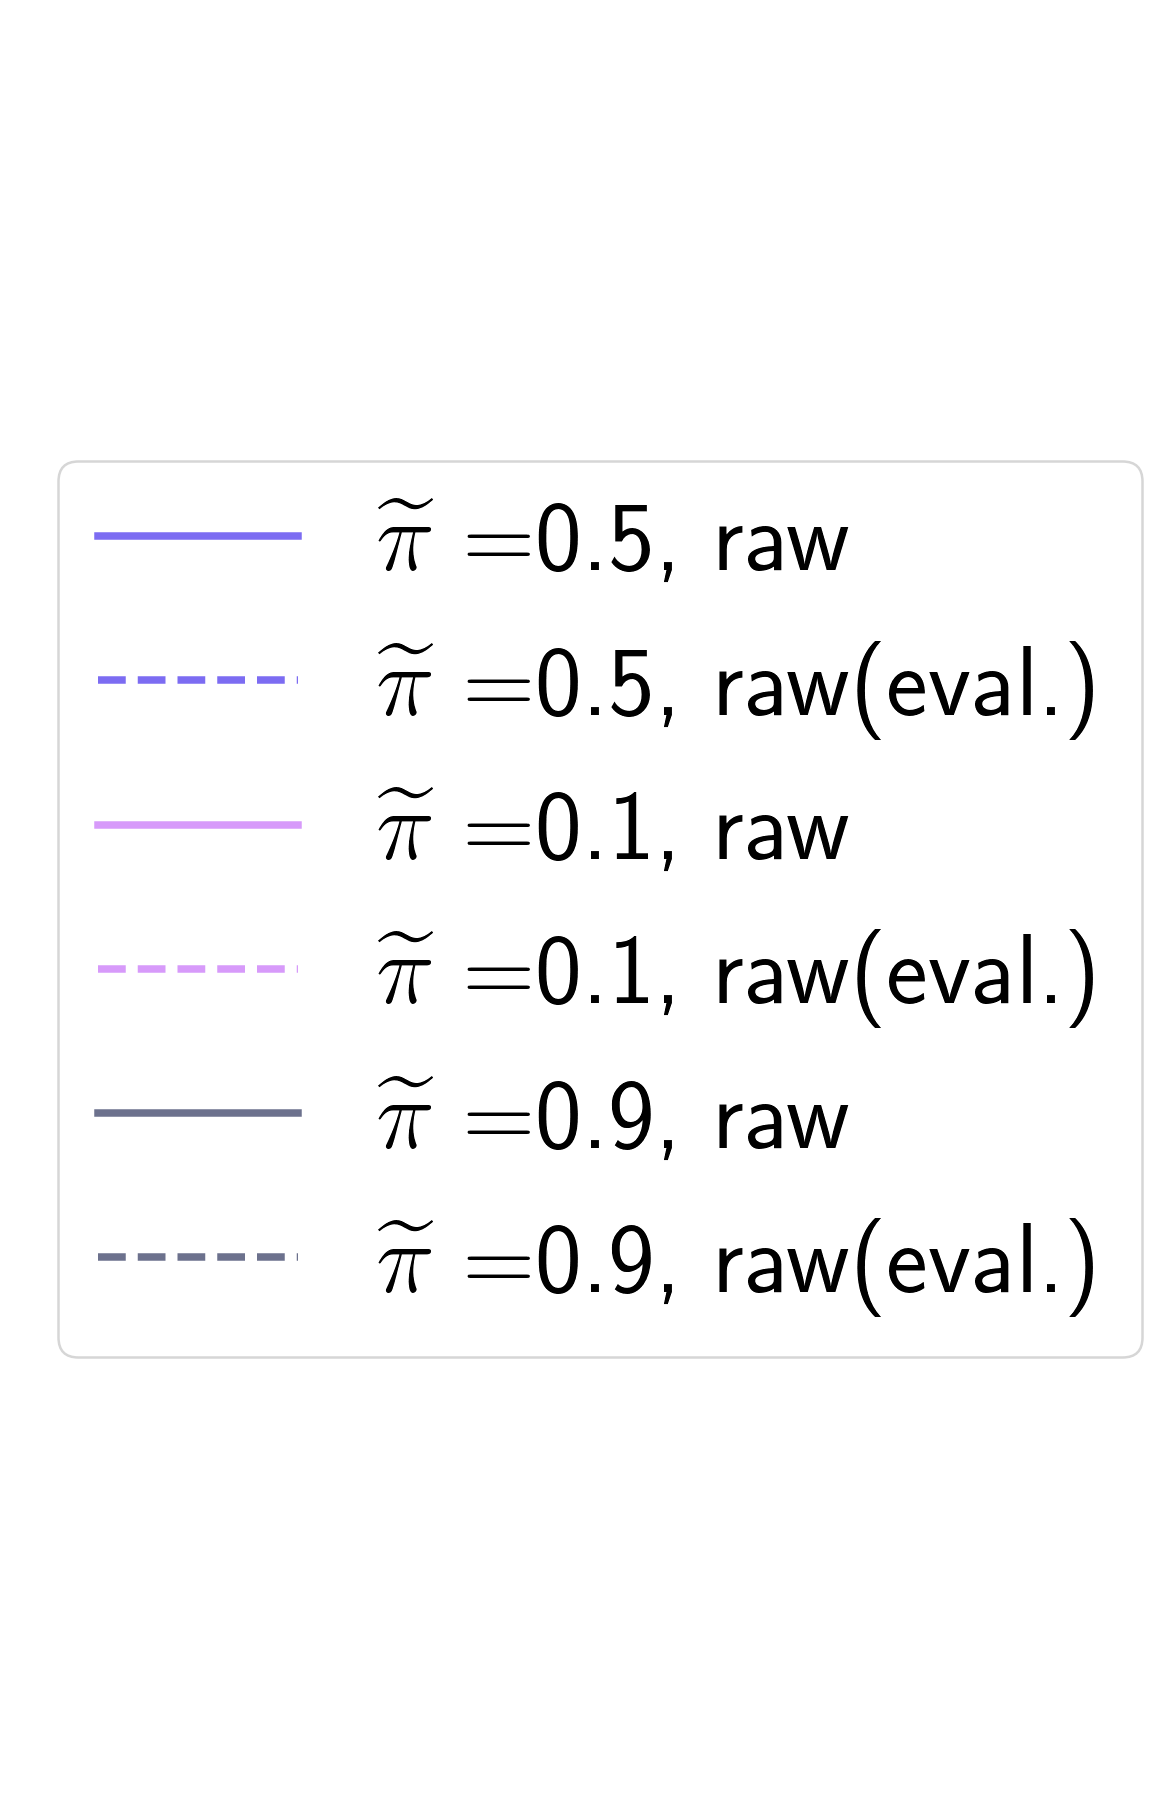 π̃ =0.5, raw
π̃ =0.5, raw(eval.)
π̃ =0.1, raw
π̃ =0.1, raw(eval.)
π̃ =0.9, raw
π̃ =0.9, raw(eval.)